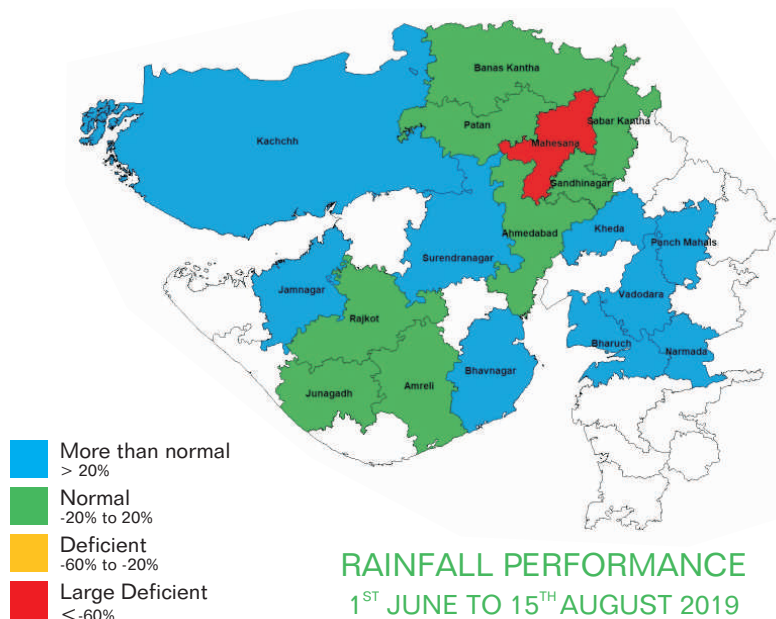 Banas Kantha
Patan
Sabar Kantha
Kachchh
Mahesana
Gandhinagar
Ahmedabad
Kheda
Panch Mahals
Surendranagar
Jamnagar
Vadodara
Rajkot
Bharuch
Narmada
Bhavnagar
Junagadh
Amreli
More than normal
> 20%
Normal
-20% to 20%
Deficient
-60% to -20%
Large Deficient
≤-60%
RAINFALL PERFORMANCE
1ST JUNE TO 15TH AUGUST 2019